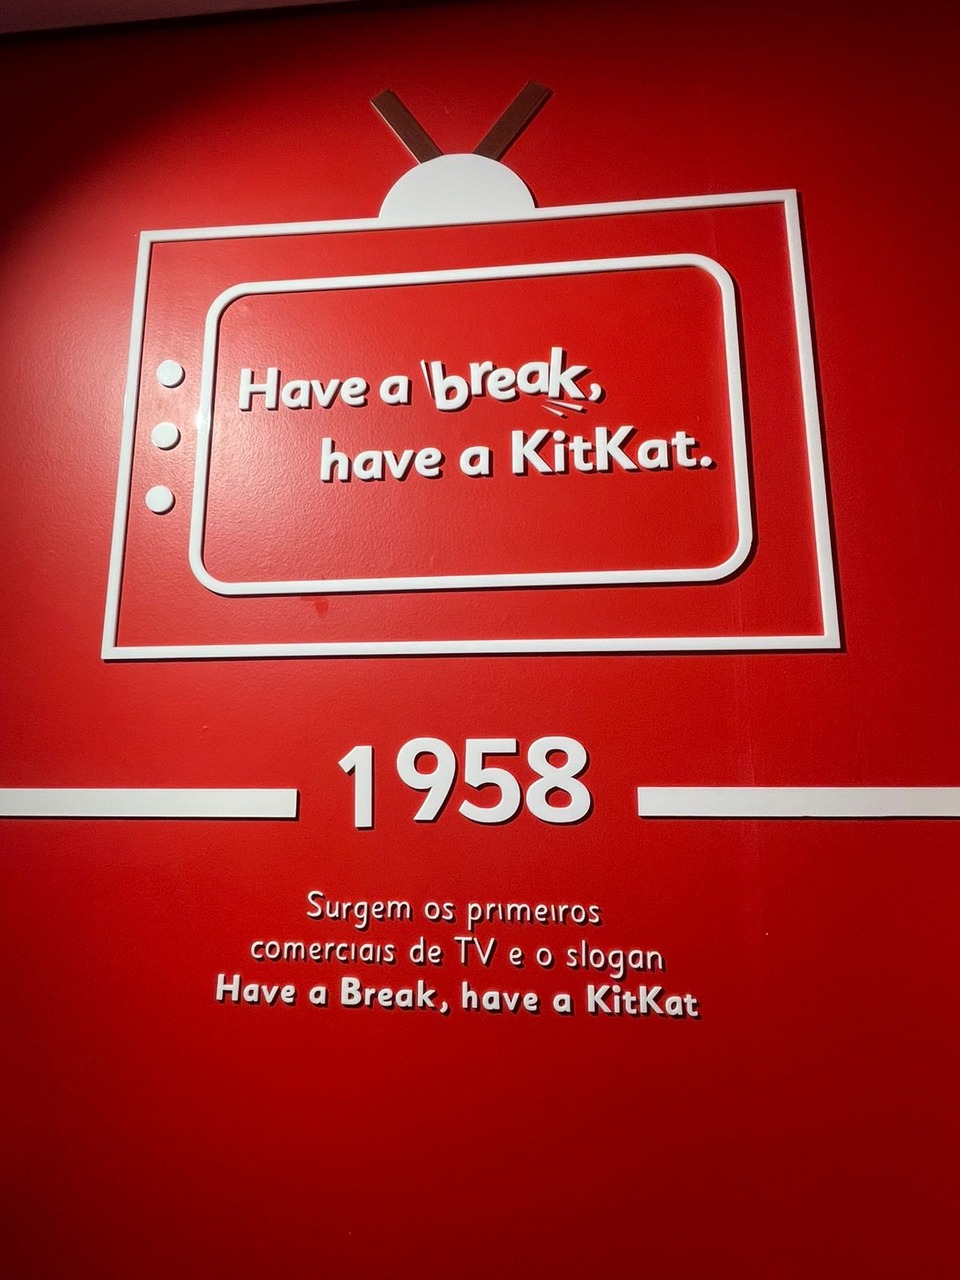 Have a break,
have a KitKat.
1958
Surgem os primeiros
comerciais de TV e o slogan
Have a Break, have a KitKat